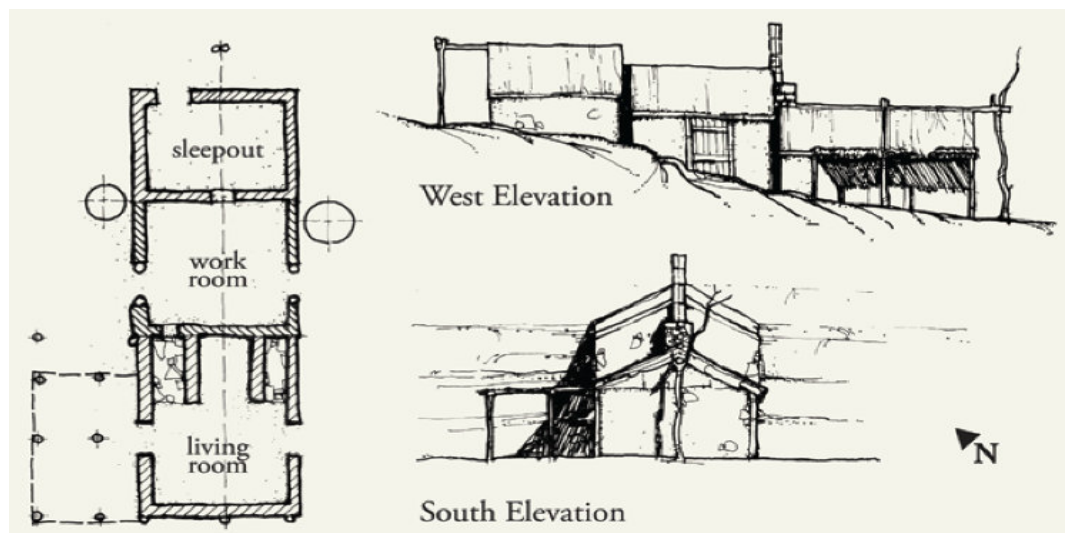 sleepout
work
room
living
room
West Elevation
South Elevation
N